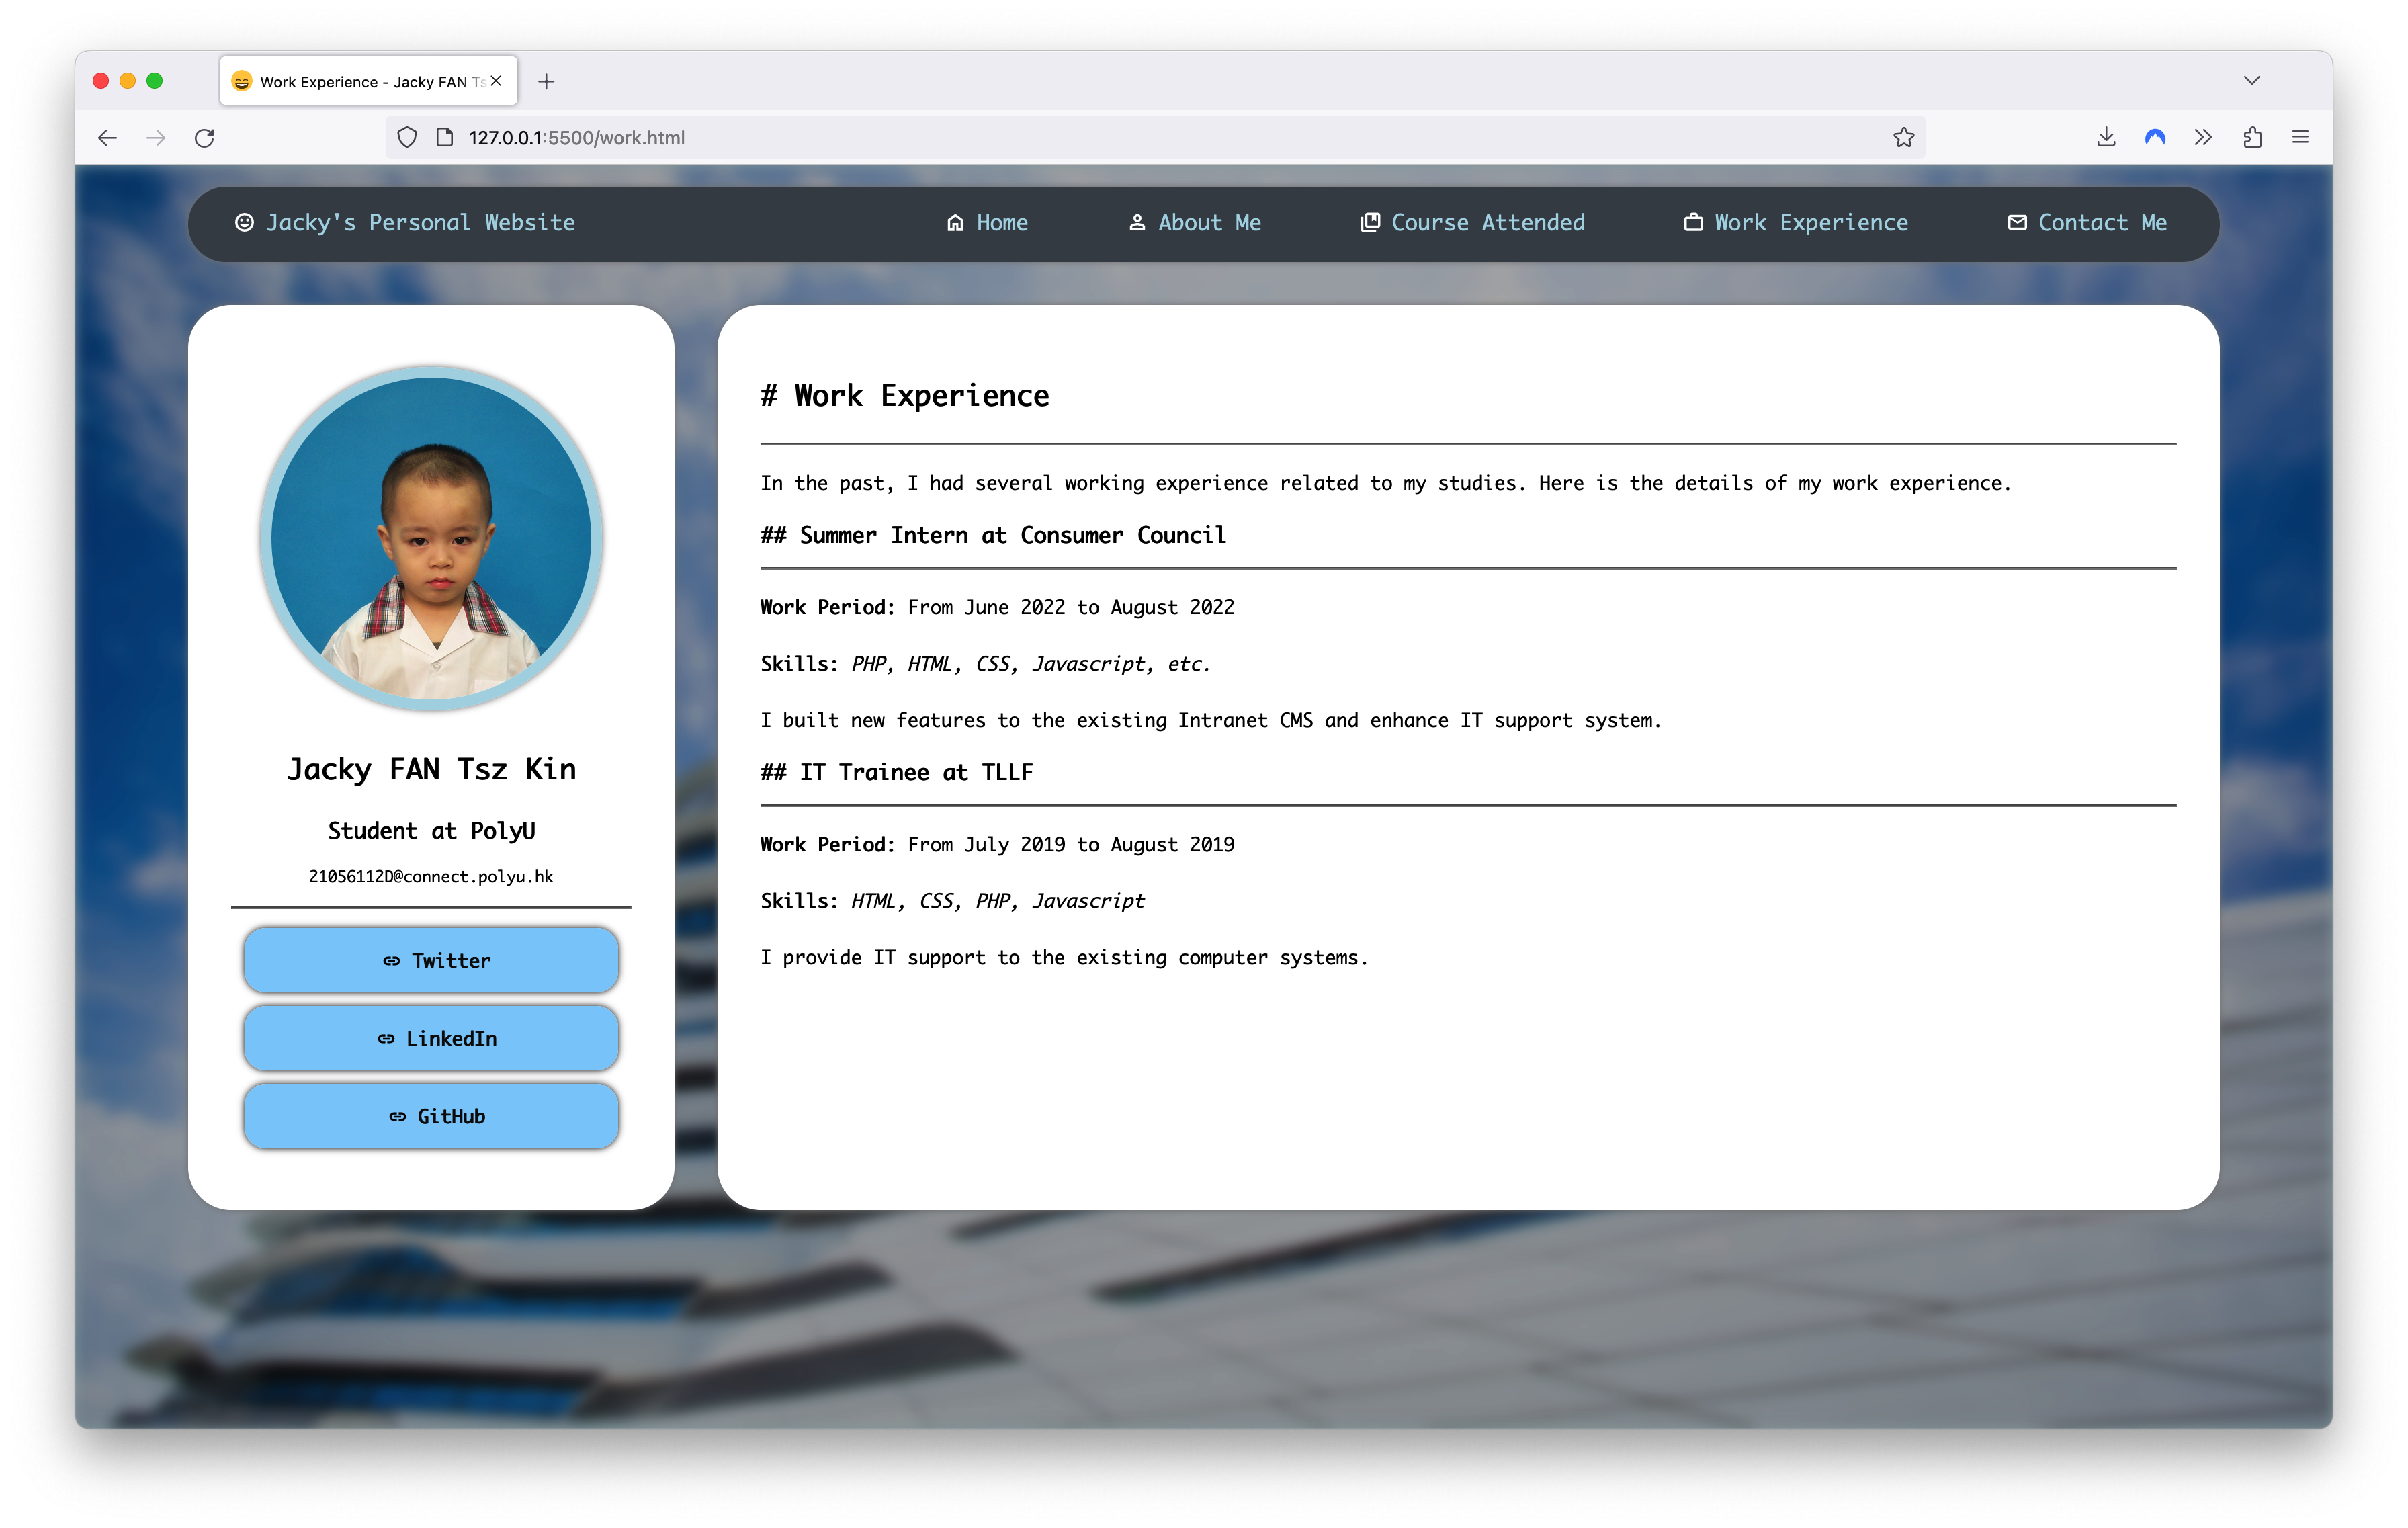 Work Experience - Jacky FAN Ts
127.0.0.1:5500/work.html
Jacky's Personal Website
Home
About Me
Course Attended
Work Experience
Contact Me
Jacky FAN Tsz Kin
Student at PolyU
21056112D@connect.polyu.hk
Twitter
LinkedIn
GitHub
# Work Experience
In the past, I had several working experience related to my studies. Here is the details of my work experience.
## Summer Intern at Consumer Council
Work Period: From June 2022 to August 2022
Skills: PHP, HTML, CSS, Javascript, etc.
I built new features to the existing Intranet CMS and enhance IT support system.
## IT Trainee at TLLF
Work Period: From July 2019 to August 2019
Skills: HTML, CSS, PHP, Javascript
I provide IT support to the existing computer systems.